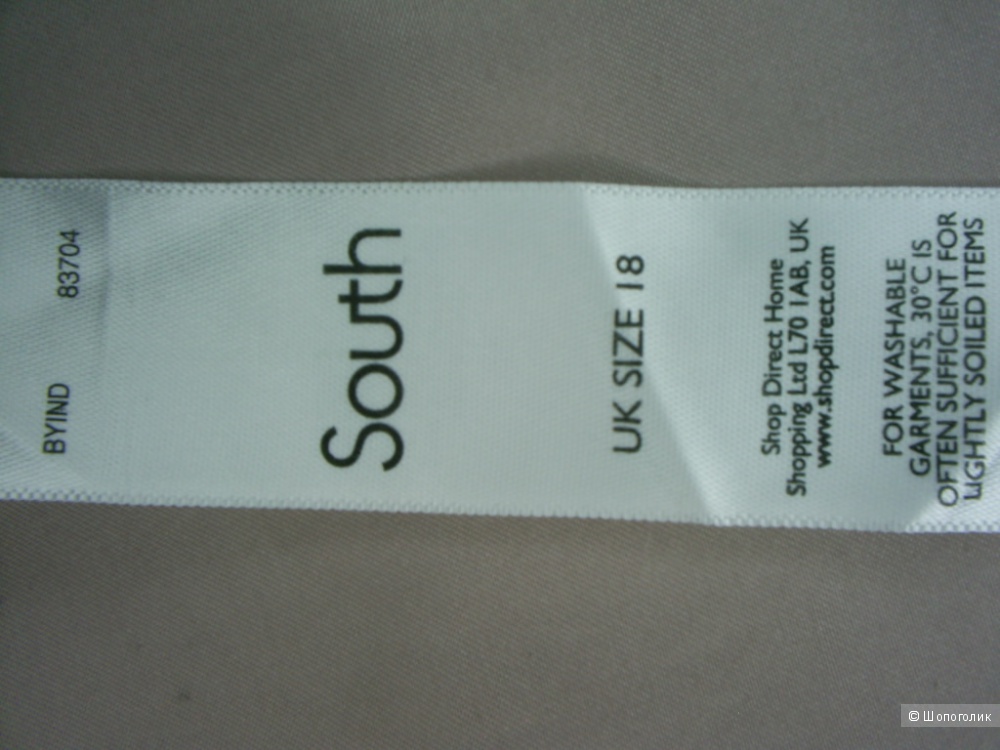 BYIND 83704
South
UK SIZE 18
Shop Direct Home
Shopping Ltd L70 1AB, UK
www.shopdirect.com
FOR WASHABLE
GARMENTS, 30°C IS
OFTEN SUFFICIENT FOR
LIGHTLY SOILED ITEMS
© Шопоголик